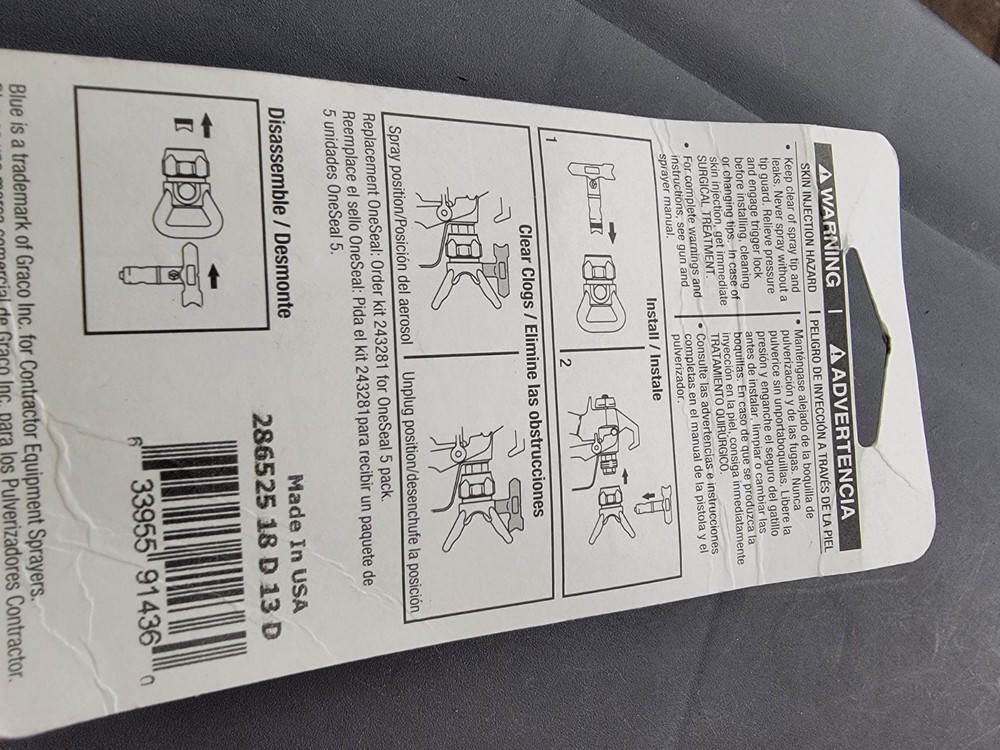 WARNING
ADVERTENCIA
SKIN INJECTION HAZARD
• Keep clear of spray tip and
leaks. Never spray without a
tip guard. Relieve pressure
and engage trigger lock
before installing, cleaning
or changing tips. In case of
skin injection, get immediate
SURGICAL TREATMENT.
• For complete warnings and
instructions, see gun and
sprayer manual.
PELIGRO DE INYECCIÓN A TRAVÉS DE LA PIEL
• Manténgase alejado de la boquilla de
pulverización y de las fugas. Nunca
pulverice sin unportaboquillas. Libere la
presión y enganche el seguro del gatillo
antes de instalar, limpiar o cambiar las
boquillas. En caso de que se produzca la
inyección en la piel, consiga inmediatamente
TRATAMIENTO QUIRÚRGICO.
• Consulte las advertencias e instrucciones
completas en el manual de la pistola y el
pulverizador.
Install / Instale
1
2
Clear Clogs / Elimine las obstrucciones
Spray position/Posición del aerosol
Unplug position/desenchufe la posición
Replacement OneSeal: Order kit 243281 for OneSeal 5 pack.
Reemplace el sello OneSeal: Pida el kit 243281 para recibir un paquete de
5 unidades OneSeal 5.
Disassemble / Desmonte
Made In USA
286525 18 D 13 D
6 33955 91436 0
Blue is a trademark of Graco Inc. for Contractor Equipment Sprayers.
marca comercial de Graco Inc. para los Pulverizadores Contractor.